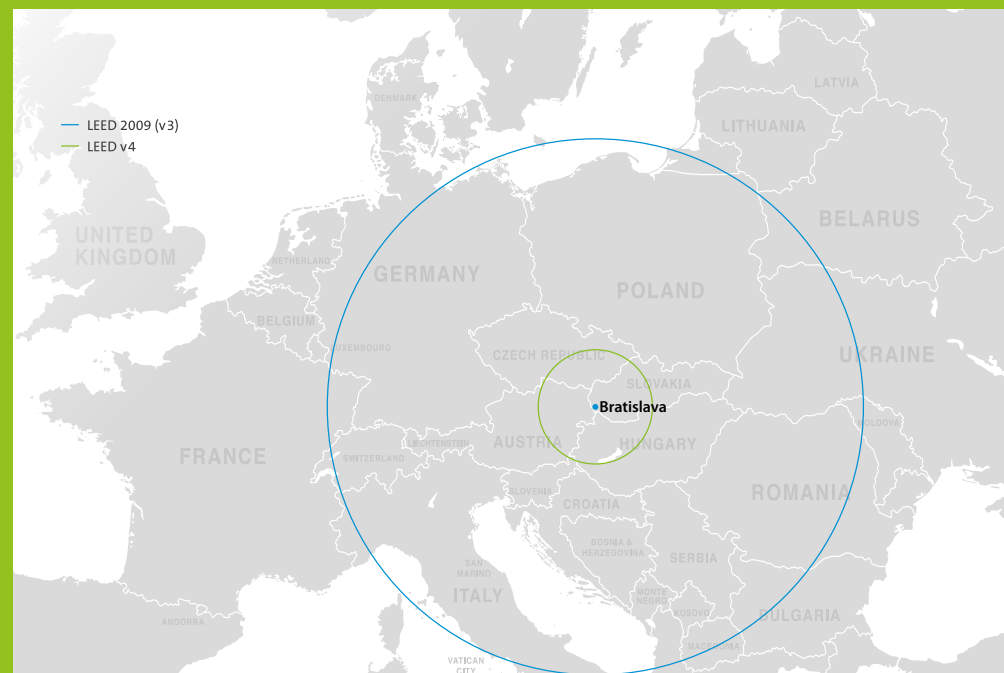 LEED 2009 (v3)
LEED v4
DENMARK
LATVIA
LITHUANIA
BELARUS
UNITED
KINGDOM
NETHERLAND
GERMANY
POLAND
BELGIUM
UXEMBOURG
CZECH REPUBLIC
UKRAINE
SLOVAKIA
Bratislava
MOLDOVA
FRANCE
LIECHTENSTEIN
SWITZERLAND
AUSTRIA
HUNGARY
SLOVENIA
CROATIA
ROMANIA
BOSNIA &
HERZEGOVINA
SERBIA
SAN
MARINO
ITALY
MONTE
NEGRO
KOSOVO
BULGARIA
ANDORRA
MACEDONIA
VATICAN
CITY